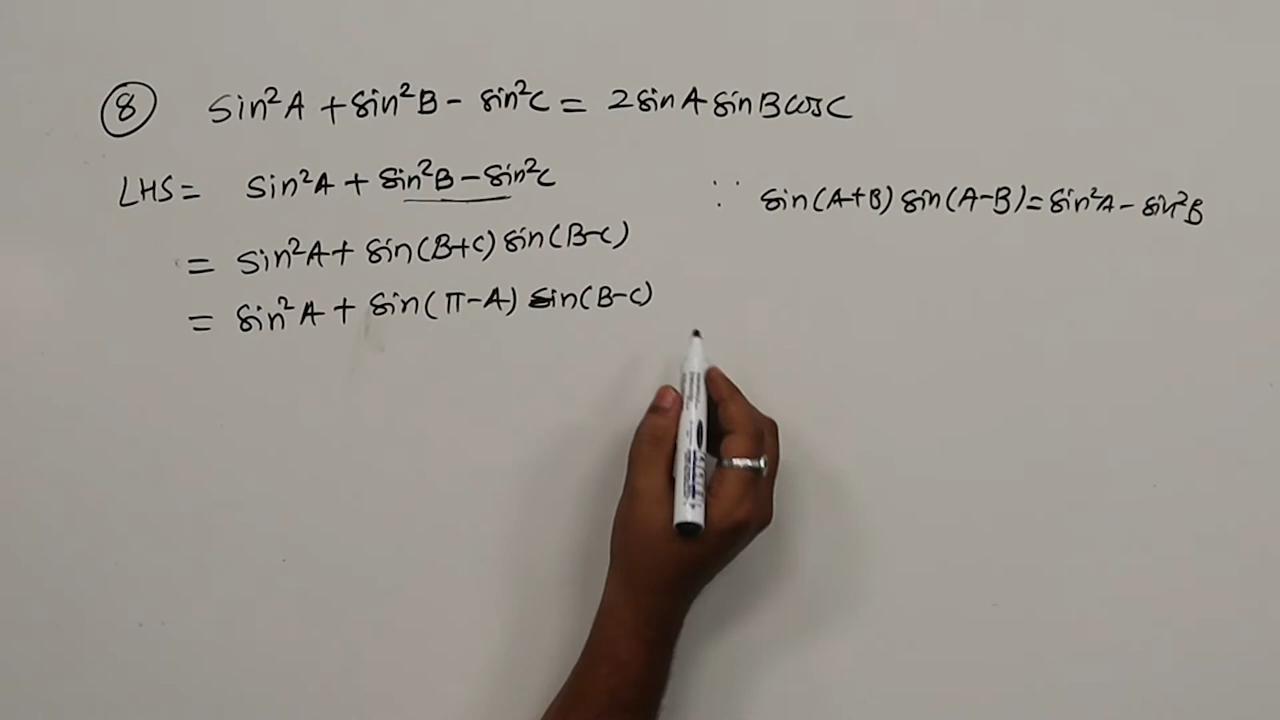 ⑧ Sin²A + Sin²B - Sin²C = 2 Sin A Sin B cos C
LHS = Sin²A + Sin²B - Sin²C
∵ Sin(A+B) Sin(A-B) = Sin²A - Sin²B
= Sin²A + Sin(B+C) Sin(B-C)
= Sin²A + Sin(π-A) Sin(B-C)